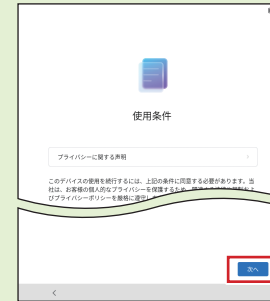 使用条件
プライバシーに関する声明
このデバイスの使用を続行するには、上記の条件に同意する必要があります。当
社は、お客様の個人的なプライバシーを保護するため、
びプライバシーポリシーを厳格に遵守し
次へ